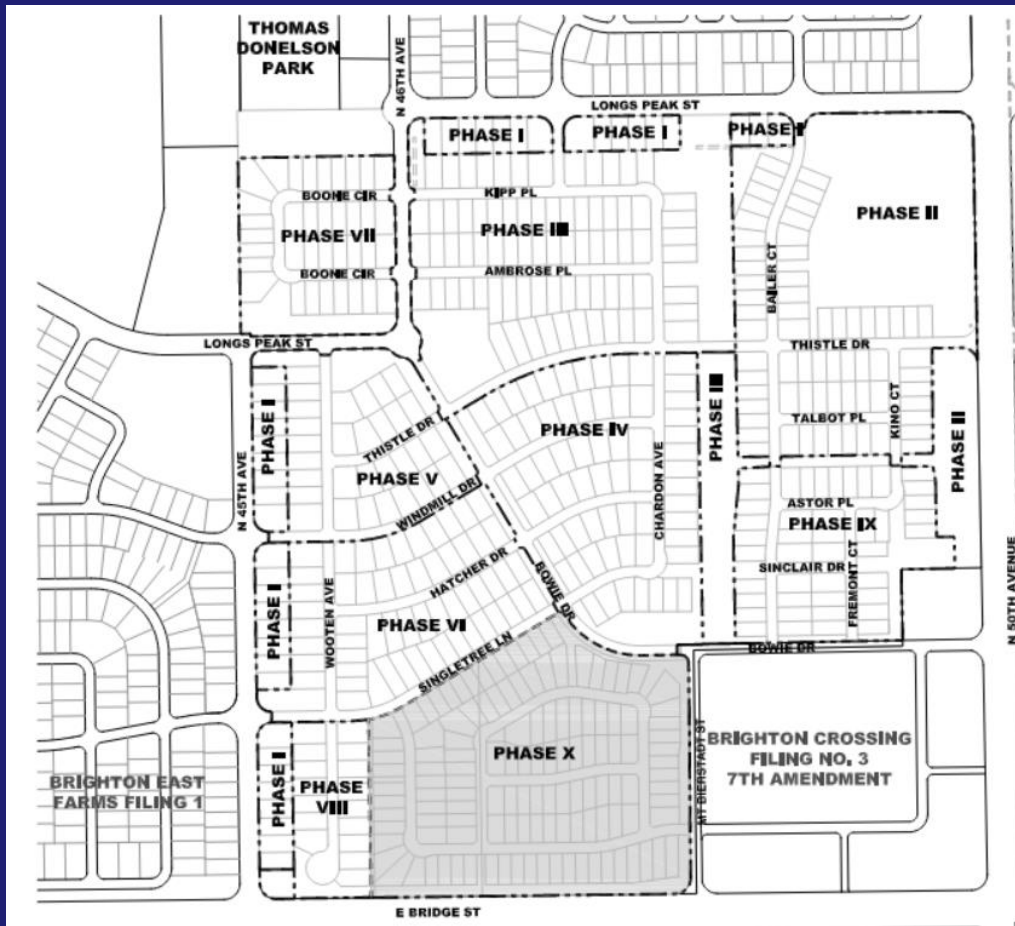 THOMAS
DONELSON
PARK
N 46TH AVE
LONGS PEAK ST
PHASE I
PHASE I
PHASE I
BOONE CIR
KIPP PL
PHASE II
PHASE VII
PHASE III
BOONE CIR
AMBROSE PL
BAILER CT
LONGS PEAK ST
THISTLE DR
PHASE I
THISTLE DR
PHASE IV
PHASE III
TALBOT PL
KINO CT
PHASE II
N 45TH AVE
PHASE V
WINDMILL DR
CHARDON AVE
ASTOR PL
PHASE IX
HATCHER DR
BOWIE DR
SINCLAIR DR
FREMONT CT
N 50TH AVENUE
PHASE I
WOOTEN AVE
PHASE VI
SINGLETREE LN
BOWIE DR
MT BIERSTADT ST
BRIGHTON CROSSING
FILING NO. 3
7TH AMENDMENT
PHASE X
BRIGHTON EAST
FARMS FILING 1
PHASE I
PHASE
VIII
E BRIDGE ST